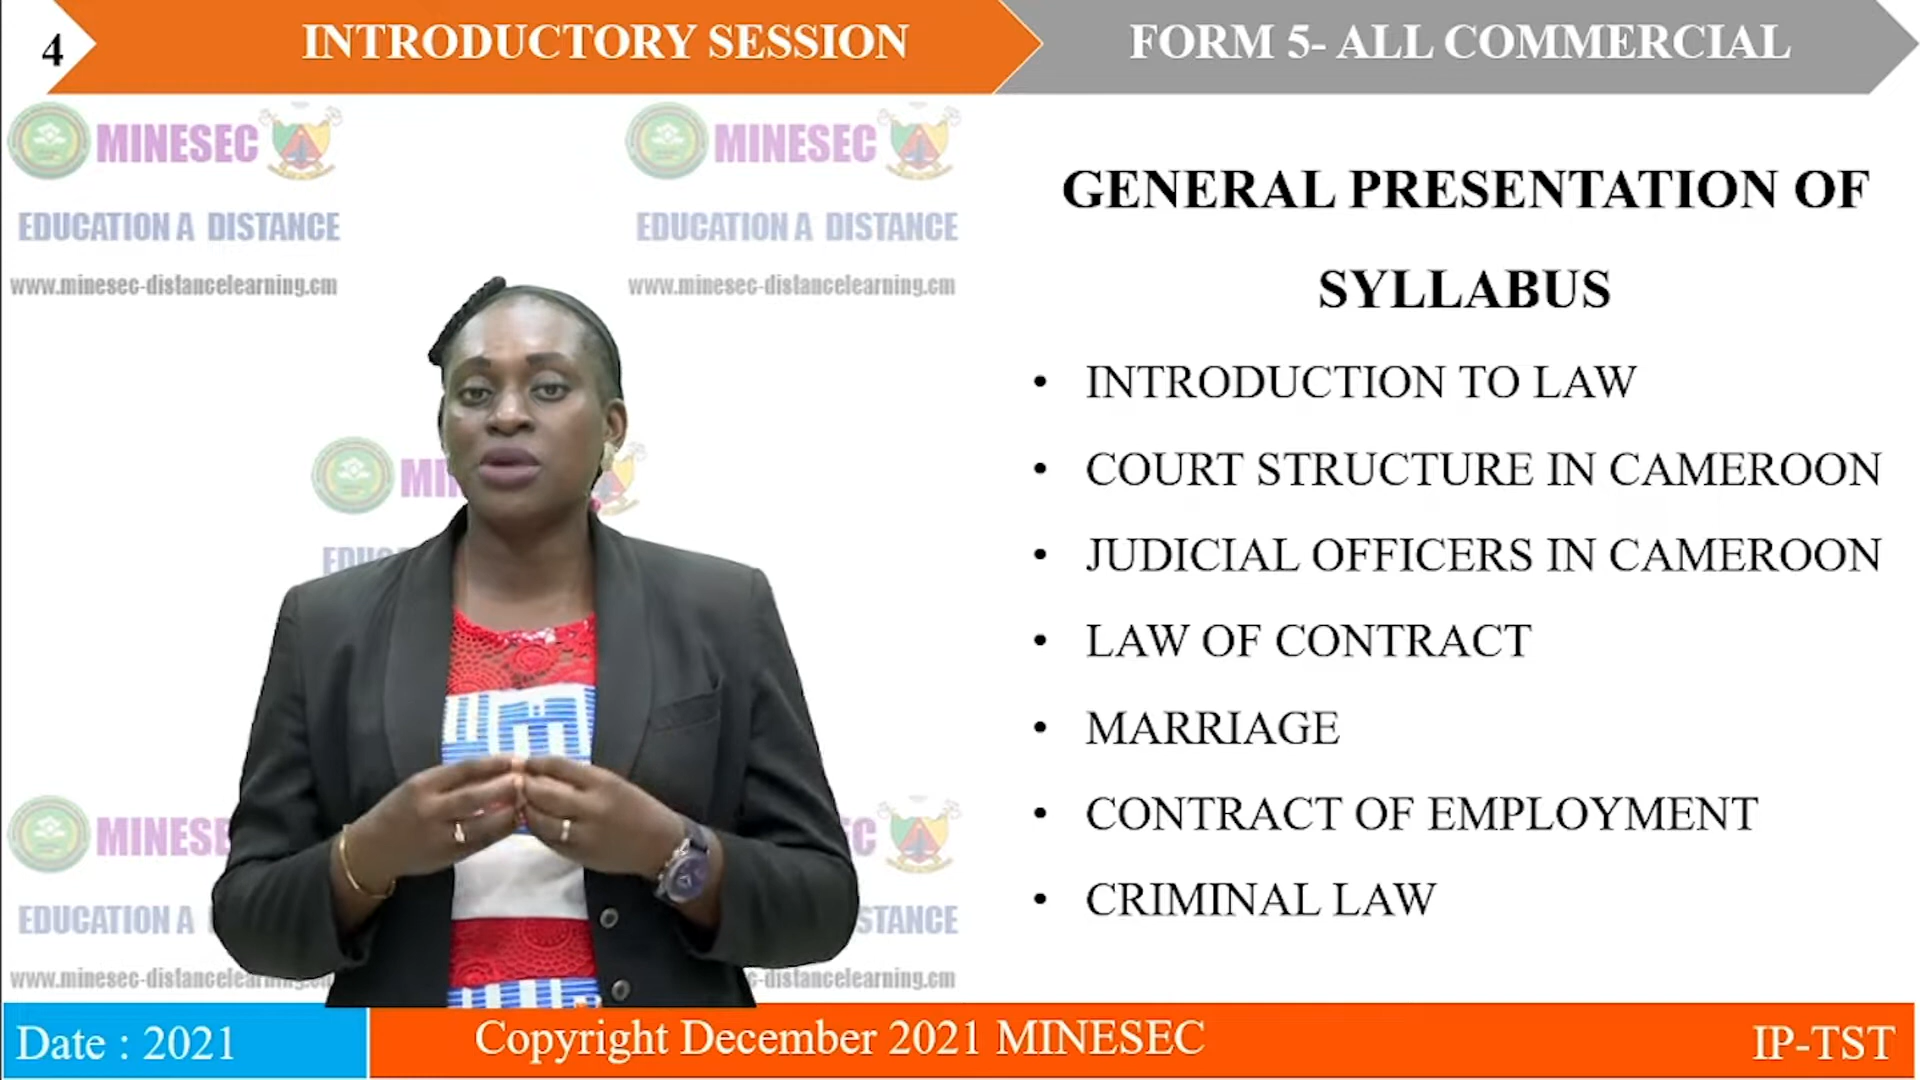 4
INTRODUCTORY SESSION
FORM 5- ALL COMMERCIAL
MINESEC
EDUCATION A DISTANCE
www.minesec-distancelearning.cm
MINESEC
EDUCATION A DISTANCE
www.minesec-distancelearning.cm
GENERAL PRESENTATION OF
SYLLABUS
• INTRODUCTION TO LAW
• COURT STRUCTURE IN CAMEROON
• JUDICIAL OFFICERS IN CAMEROON
• LAW OF CONTRACT
• MARRIAGE
• CONTRACT OF EMPLOYMENT
• CRIMINAL LAW
Date : 2021
Copyright December 2021 MINESEC
IP-TST